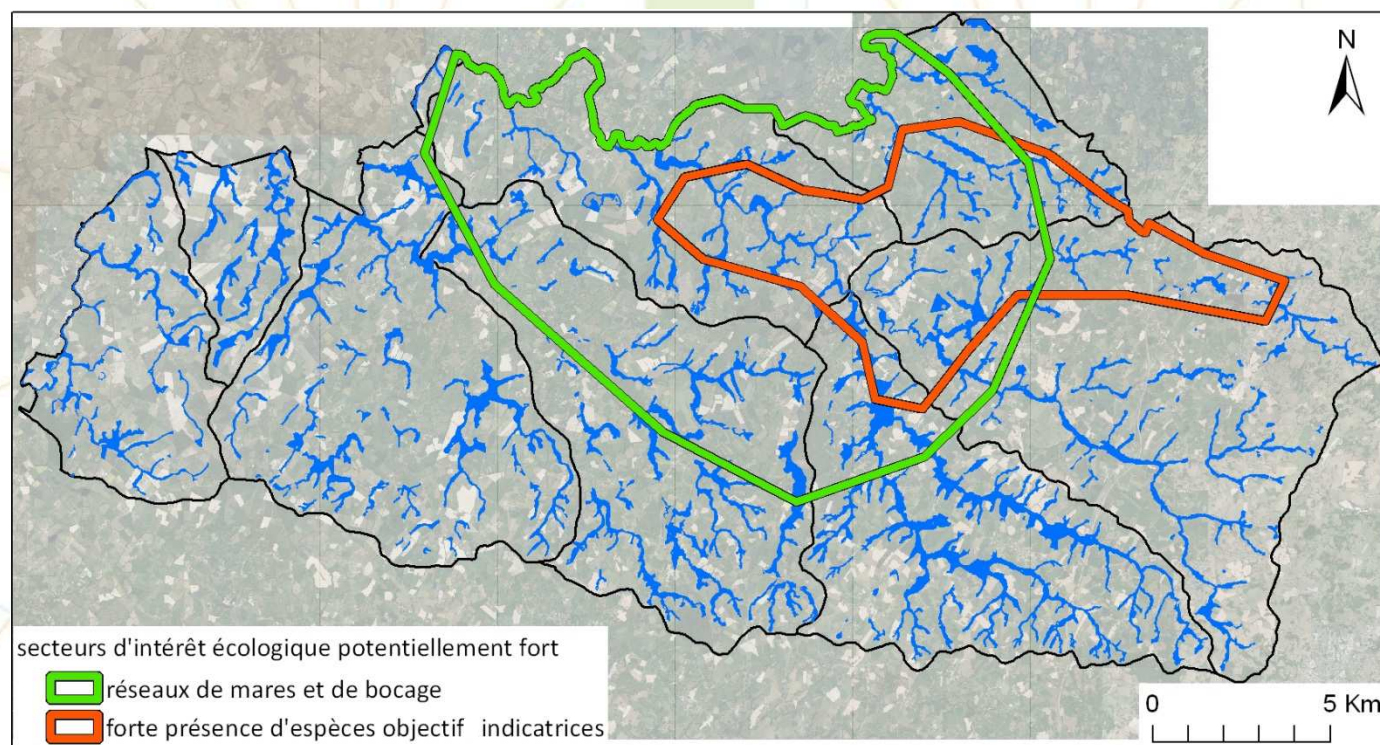 N
secteurs d'intérêt écologique potentiellement fort
réseaux de mares et de bocage
forte présence d'espèces objectif indicatrices
0 5 Km